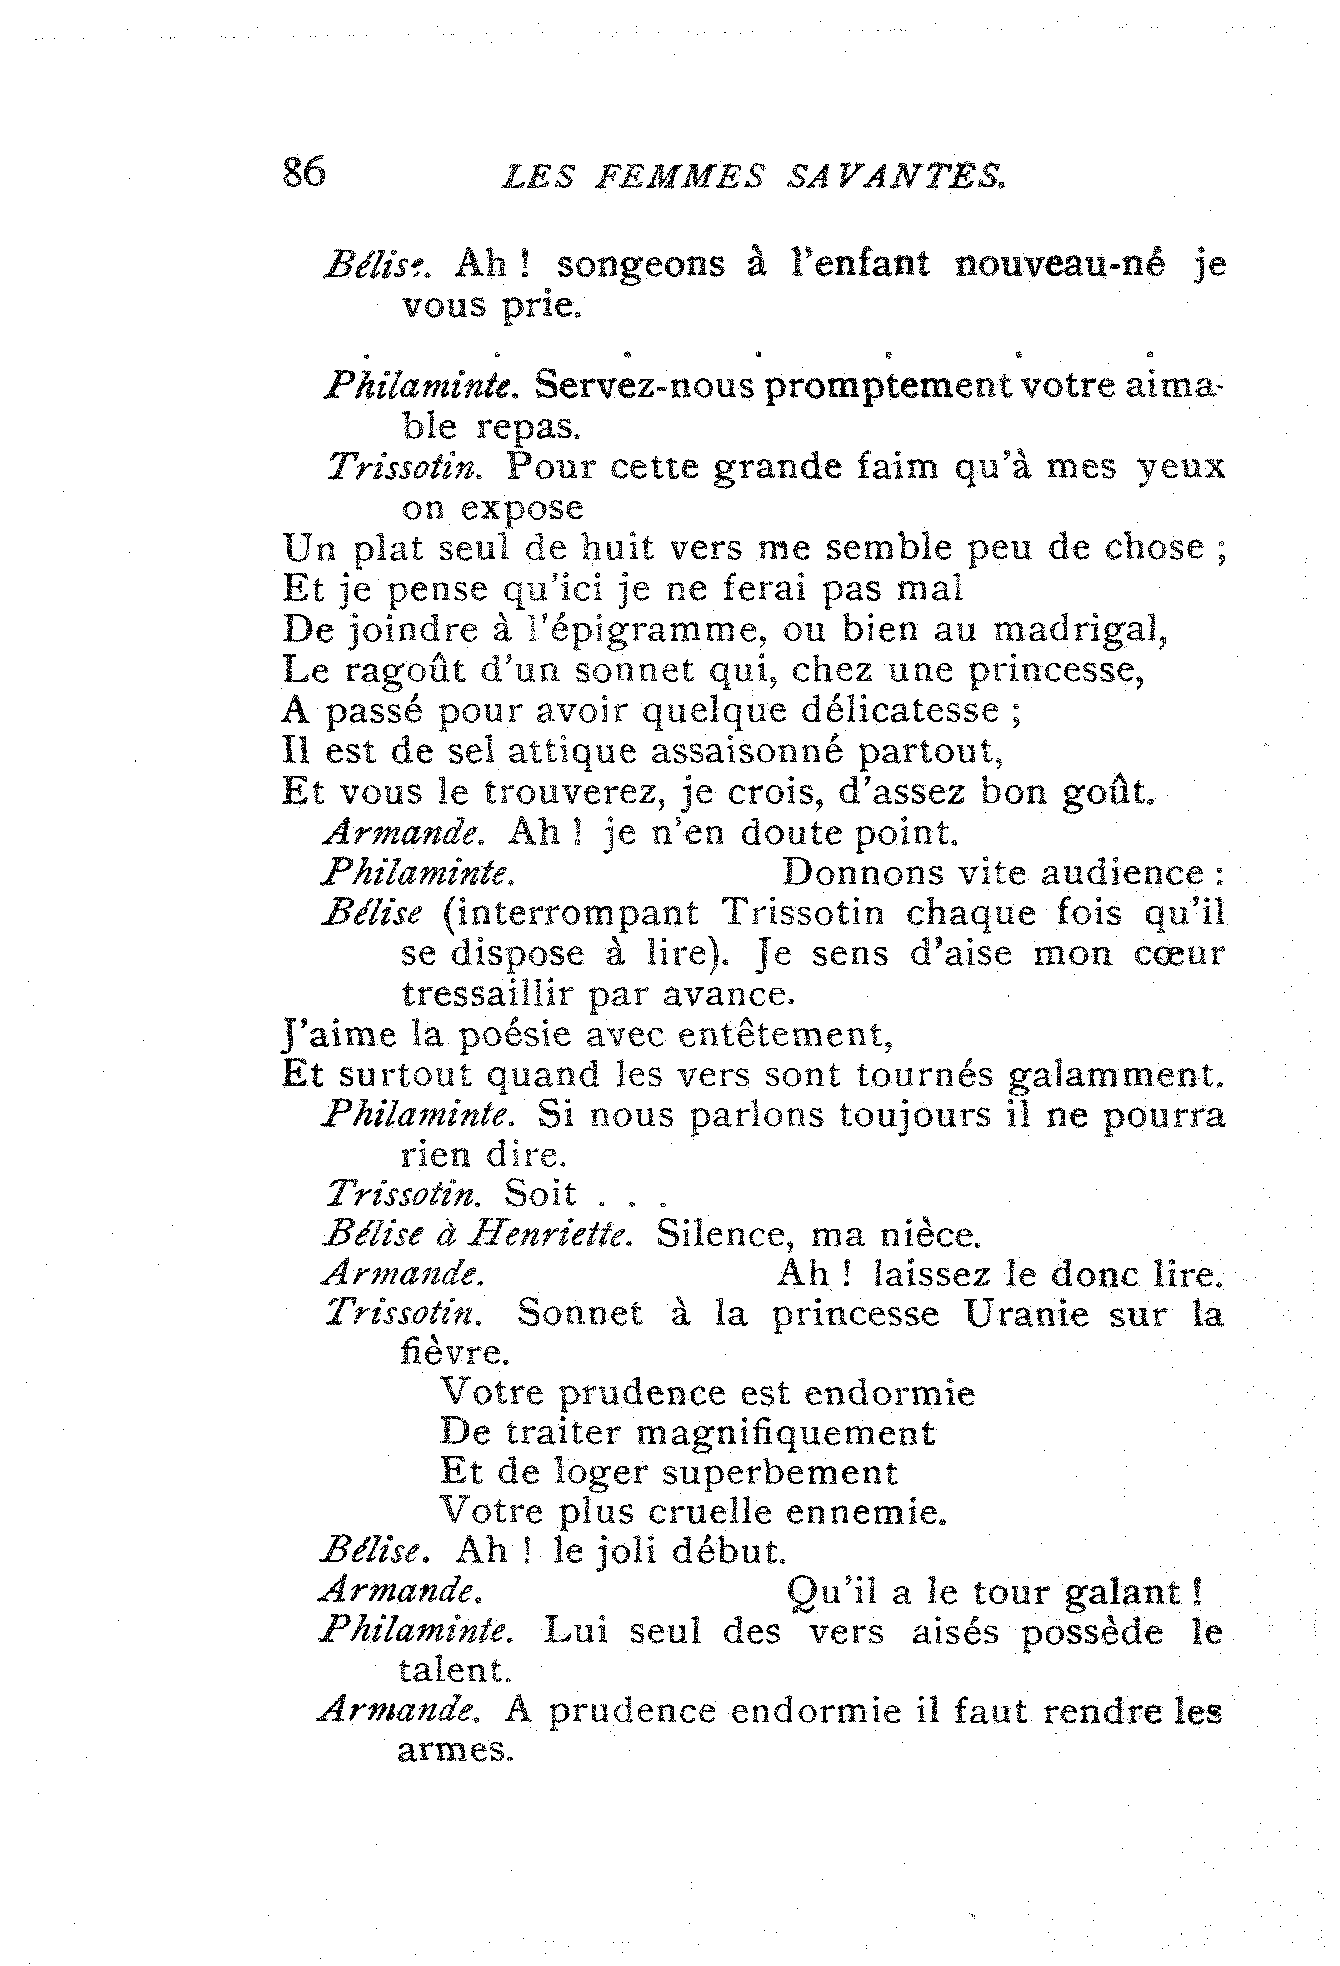 86 LES FEMMES SAVANTES.
Bélise. Ah ! songeons à l'enfant nouveau-né je
vous prie.
. . . . . . .
Philaminte. Servez-nous promptement votre aima-
ble repas.
Trissotin. Pour cette grande faim qu'à mes yeux
on expose
Un plat seul de huit vers me semble peu de chose ;
Et je pense qu'ici je ne ferai pas mal
De joindre à l'épigramme, ou bien au madrigal,
Le ragoût d'un sonnet qui, chez une princesse,
A passé pour avoir quelque délicatesse ;
Il est de sel attique assaisonné partout,
Et vous le trouverez, je crois, d'assez bon goût.
Armande. Ah ! je n'en doute point.
Philaminte. Donnons vite audience :
Bélise (interrompant Trissotin chaque fois qu'il
se dispose à lire). Je sens d'aise mon cœur
tressaillir par avance.
J'aime la poésie avec entêtement,
Et surtout quand les vers sont tournés galamment.
Philaminte. Si nous parlons toujours il ne pourra
rien dire.
Trissotin. Soit . . .
Bélise à Henriette. Silence, ma nièce.
Armande. Ah ! laissez le donc lire.
Trissotin. Sonnet à la princesse Uranie sur la
fièvre.
Votre prudence est endormie
De traiter magnifiquement
Et de loger superbement
Votre plus cruelle ennemie.
Bélise. Ah ! le joli début.
Armande. Qu'il a le tour galant !
Philaminte. Lui seul des vers aisés possède le
talent.
Armande. A prudence endormie il faut rendre les
armes.